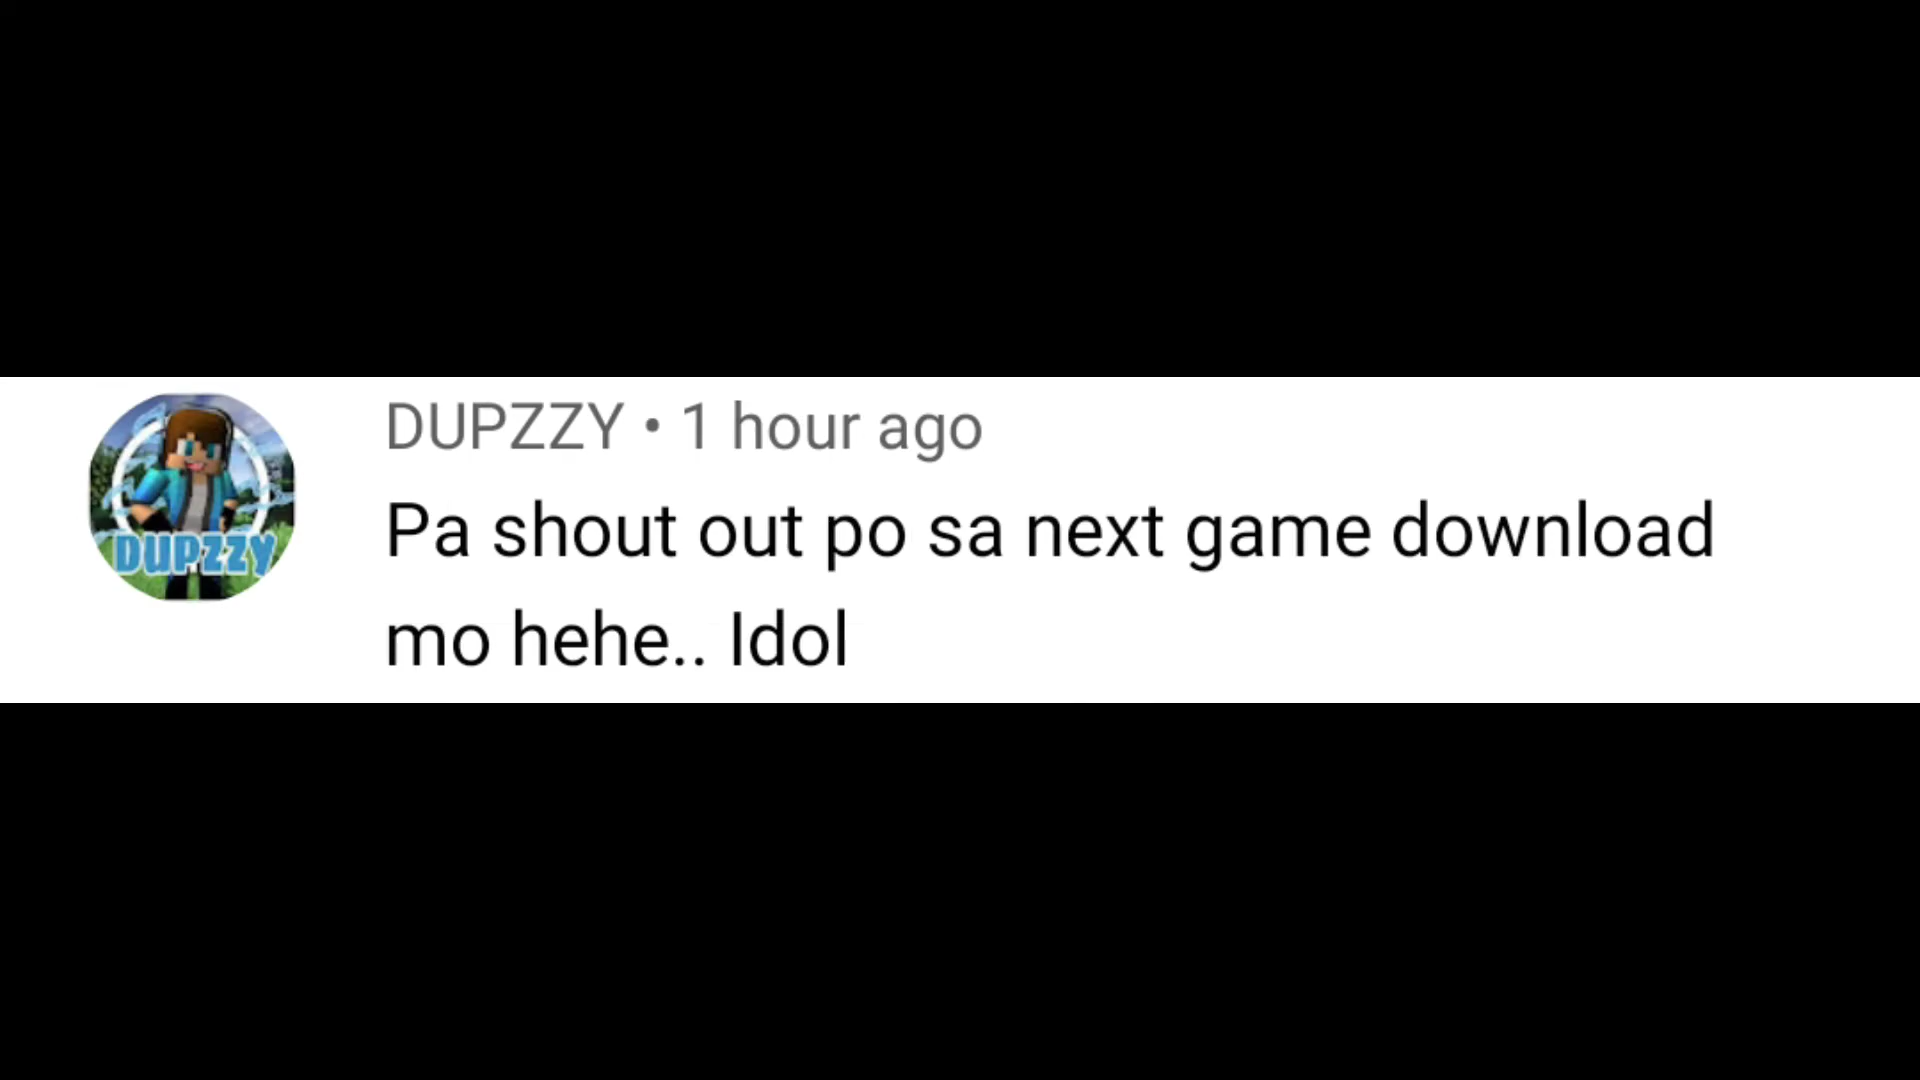 DUPZZY • 1 hour ago
Pa shout out po sa next game download
mo hehe.. Idol
DUPZZY